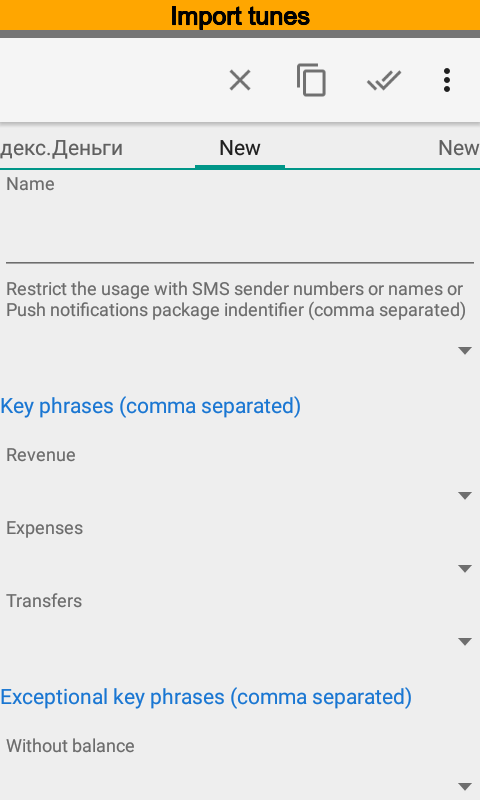 Import tunes
декс.Деньги New New
Name
Restrict the usage with SMS sender numbers or names or
Push notifications package indentifier (comma separated)
Key phrases (comma separated)
Revenue
Expenses
Transfers
Exceptional key phrases (comma separated)
Without balance